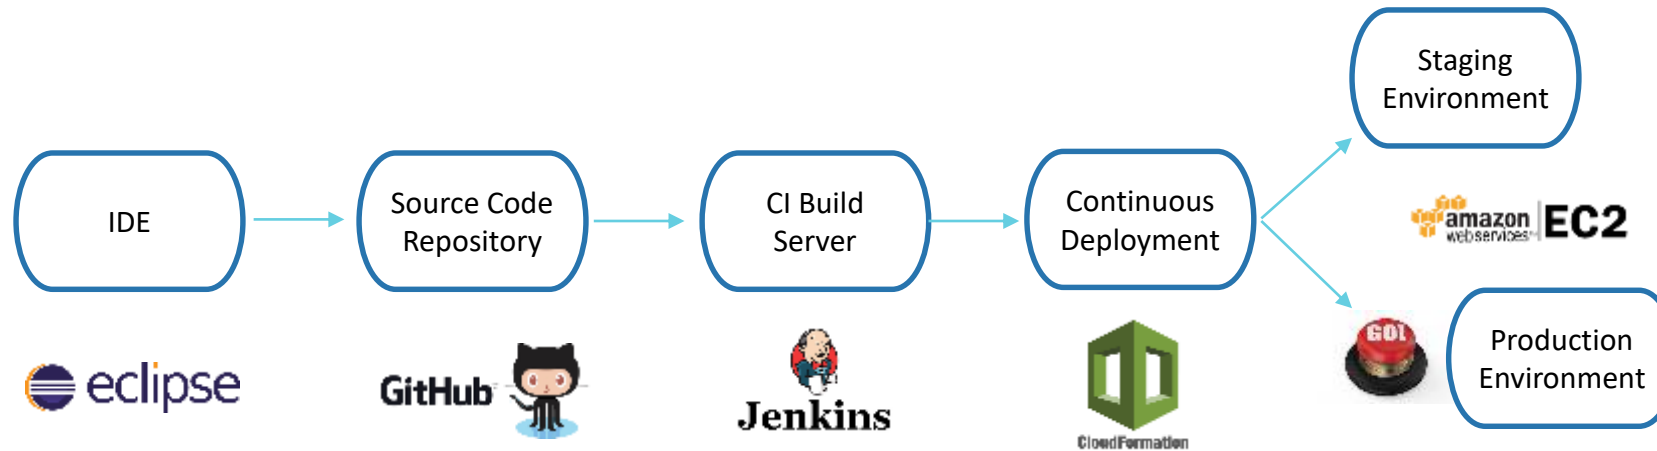 IDE
eclipse
Source Code
Repository
GitHub
CI Build
Server
Jenkins
Continuous
Deployment
CloudFormation
Staging
Environment
amazon
webservices™
EC2
GO!
Production
Environment